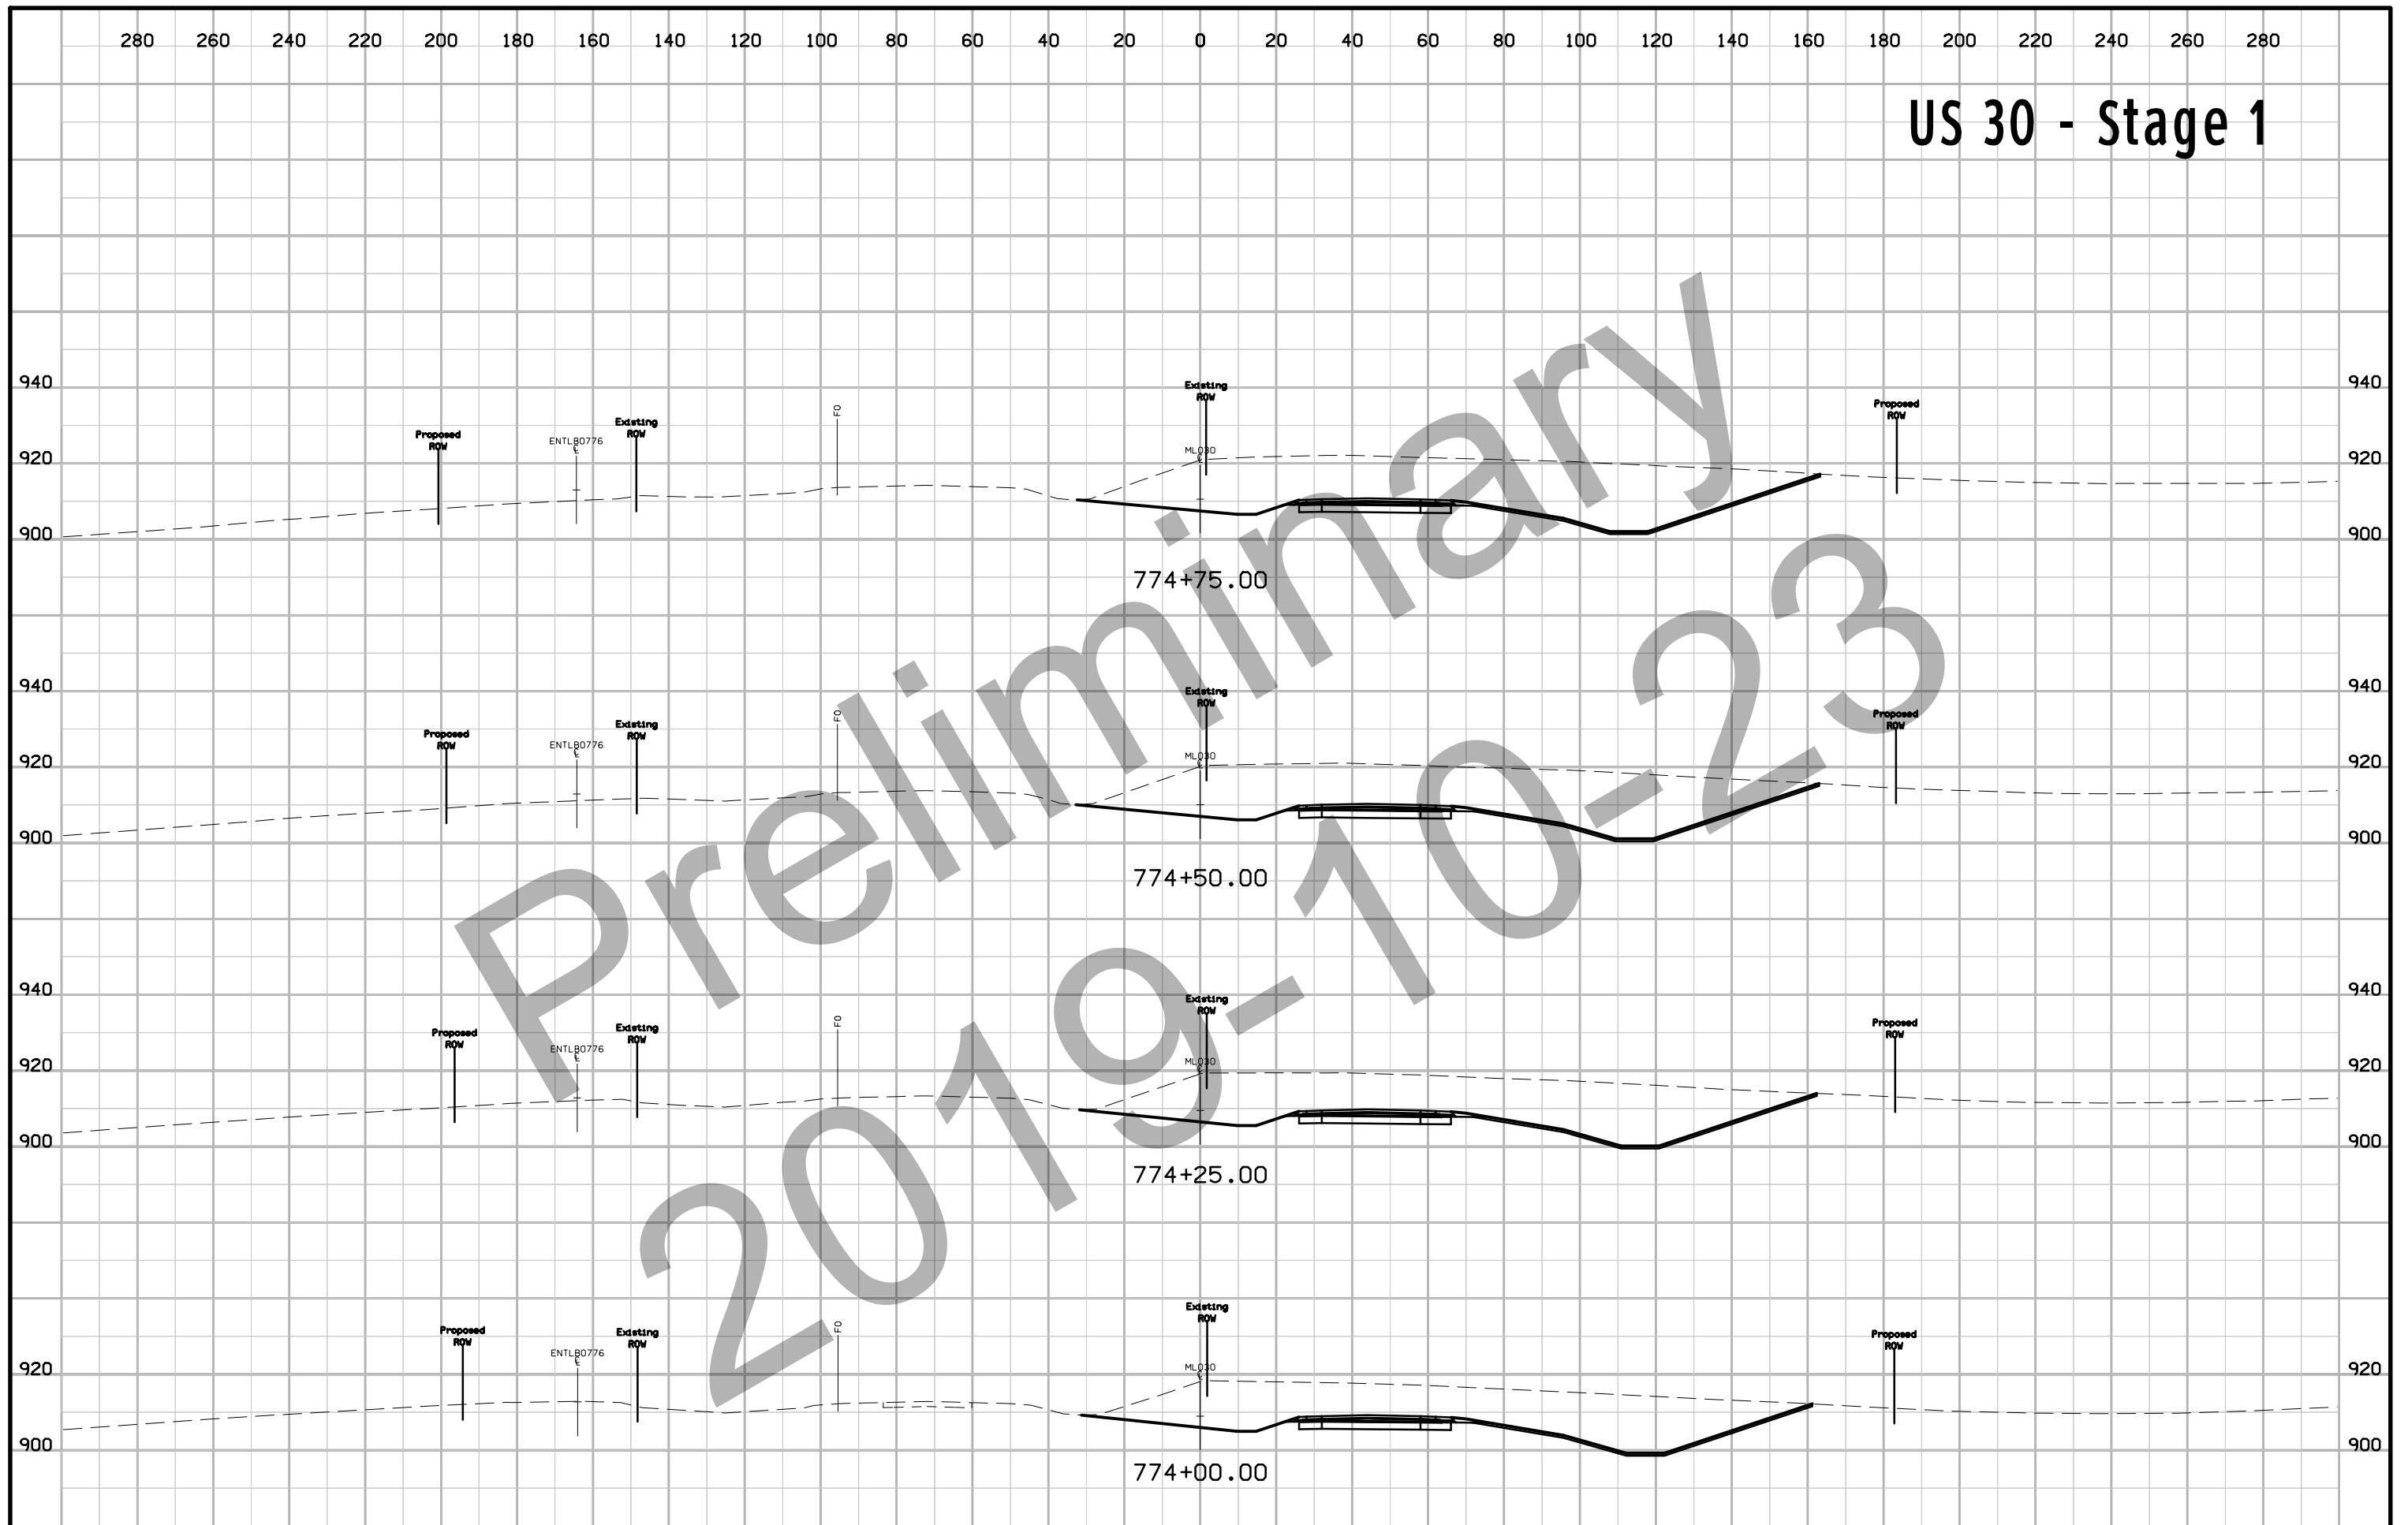 280 260 240 220 200 180 160 140 120 100 80 60 40 20 0 20 40 60 80 100 120 140 160 180 200 220 240 260 280
US 30 - Stage 1
Preliminary
2019-10-23
940 940
Existing
ROW
Proposed
ROW
FO
Existing
ROW
Proposed
ROW
ENTLB0776
ML030
920 920
900 900
774+75.00
940 940
Existing
ROW
Proposed
ROW
FO
Existing
ROW
Proposed
ROW
ENTLB0776
ML030
920 920
900 900
774+50.00
940 940
Existing
ROW
Proposed
ROW
FO
Existing
ROW
Proposed
ROW
ENTLB0776
ML030
920 920
900 900
774+25.00
Existing
ROW
Proposed
ROW
FO
Existing
ROW
Proposed
ROW
ENTLB0776
ML030
920 920
900 900
774+00.00